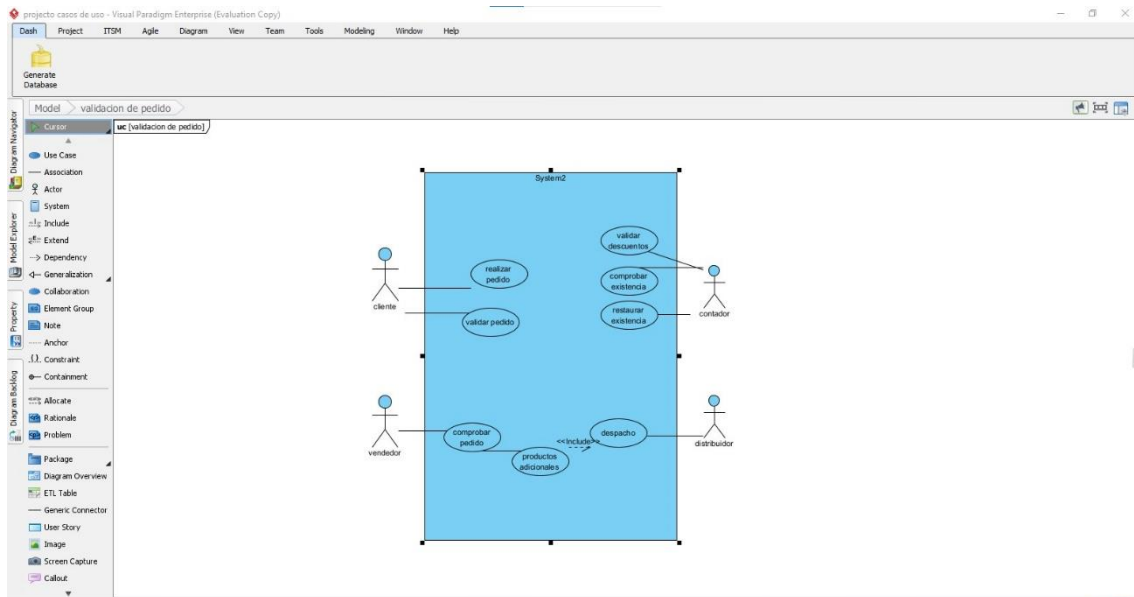 projecto casos de uso - Visual Paradigm Enterprise (Evaluation Copy)
Dash Project ITSM Agile Diagram View Team Tools Modeling Window Help
Generate
Database
Model validacion de pedido
Diagram Navigator
Model Explorer
Property
Diagram Backlog
Cursor
Use Case
Association
Actor
System
Include
Extend
Dependency
Generalization
Collaboration
Element Group
Note
Anchor
Constraint
Containment
Allocate
Rationale
Problem
Package
Diagram Overview
ETL Table
Generic Connector
User Story
Image
Screen Capture
Callout
uc [validacion de pedido]
System2
validar
descuentos
realizar
pedido
comprobar
existencia
cliente
restaurar
existencia
contador
validar pedido
comprobar
pedido
vendedor
<<Include>>
despacho
distribuidor
productos
adicionales